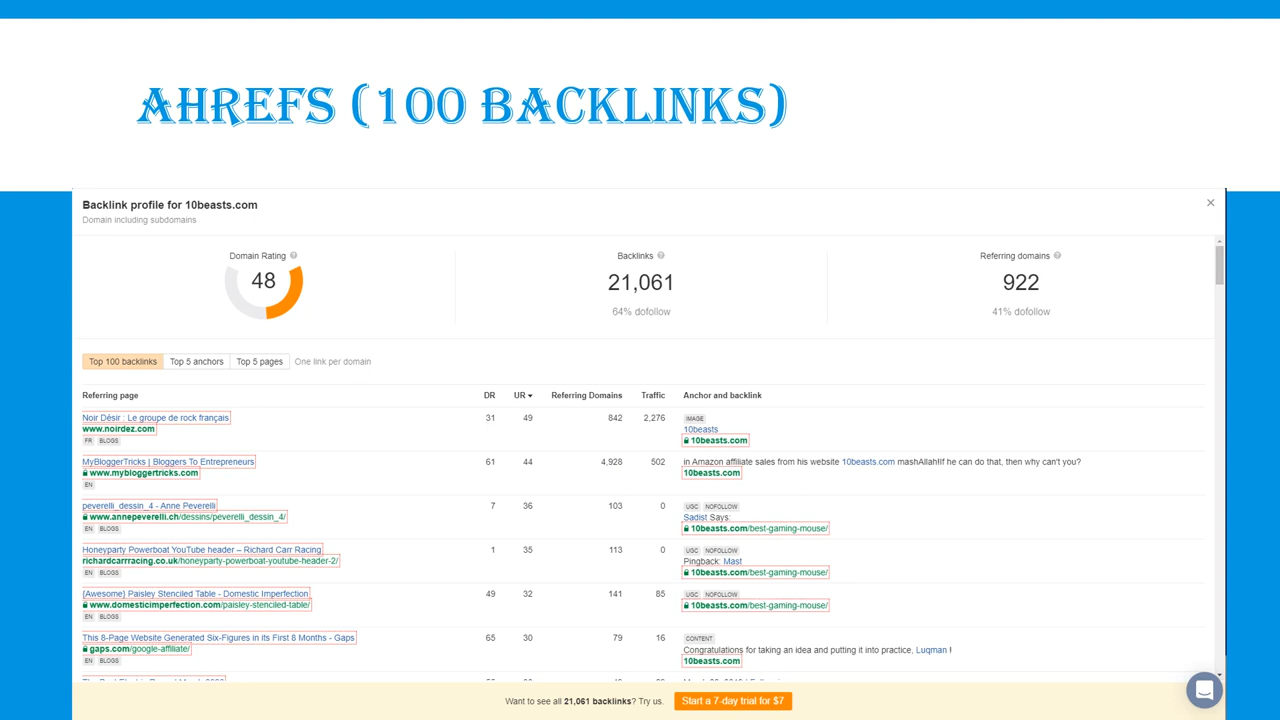 AHREFS (100 BACKLINKS)
Backlink profile for 10beasts.com
Domain including subdomains
Domain Rating
48
Backlinks
21,061
64% dofollow
Referring domains
922
41% dofollow
Top 100 backlinks Top 5 anchors Top 5 pages One link per domain
Referring page DR UR Referring Domains Traffic Anchor and backlink
Noir Désir : Le groupe de rock français 31 49 842 2,276 IMAGE
www.noirdez.com 10beasts
FR BLOGS 10beasts.com
MyBloggerTricks | Bloggers To Entrepreneurs 61 44 4,928 502 in Amazon affiliate sales from his website 10beasts.com mashAllah!If he can do that, then why can't you?
www.mybloggertricks.com 10beasts.com
EN
peverelli_dessin_4 - Anne Peverelli 7 36 103 0 UGC NOFOLLOW
www.annepeverelli.ch/dessins/peverelli_dessin_4/ Sadist Says:
EN BLOGS 10beasts.com/best-gaming-mouse/
Honeyparty Powerboat YouTube header – Richard Carr Racing 1 35 113 0 UGC NOFOLLOW
richardcarrracing.co.uk/honeyparty-powerboat-youtube-header-2/ Pingback: Mast
EN BLOGS 10beasts.com/best-gaming-mouse/
{Awesome} Paisley Stenciled Table - Domestic Imperfection 49 32 141 85 UGC NOFOLLOW
www.domesticimperfection.com/paisley-stenciled-table/ 10beasts.com/best-gaming-mouse/
EN BLOGS
This 8-Page Website Generated Six-Figures in its First 8 Months - Gaps 65 30 79 16 CONTENT
gaps.com/google-affiliate/ Congratulations for taking an idea and putting it into practice, Luqman !
EN BLOGS 10beasts.com
Want to see all 21,061 backlinks? Try us. Start a 7-day trial for $7